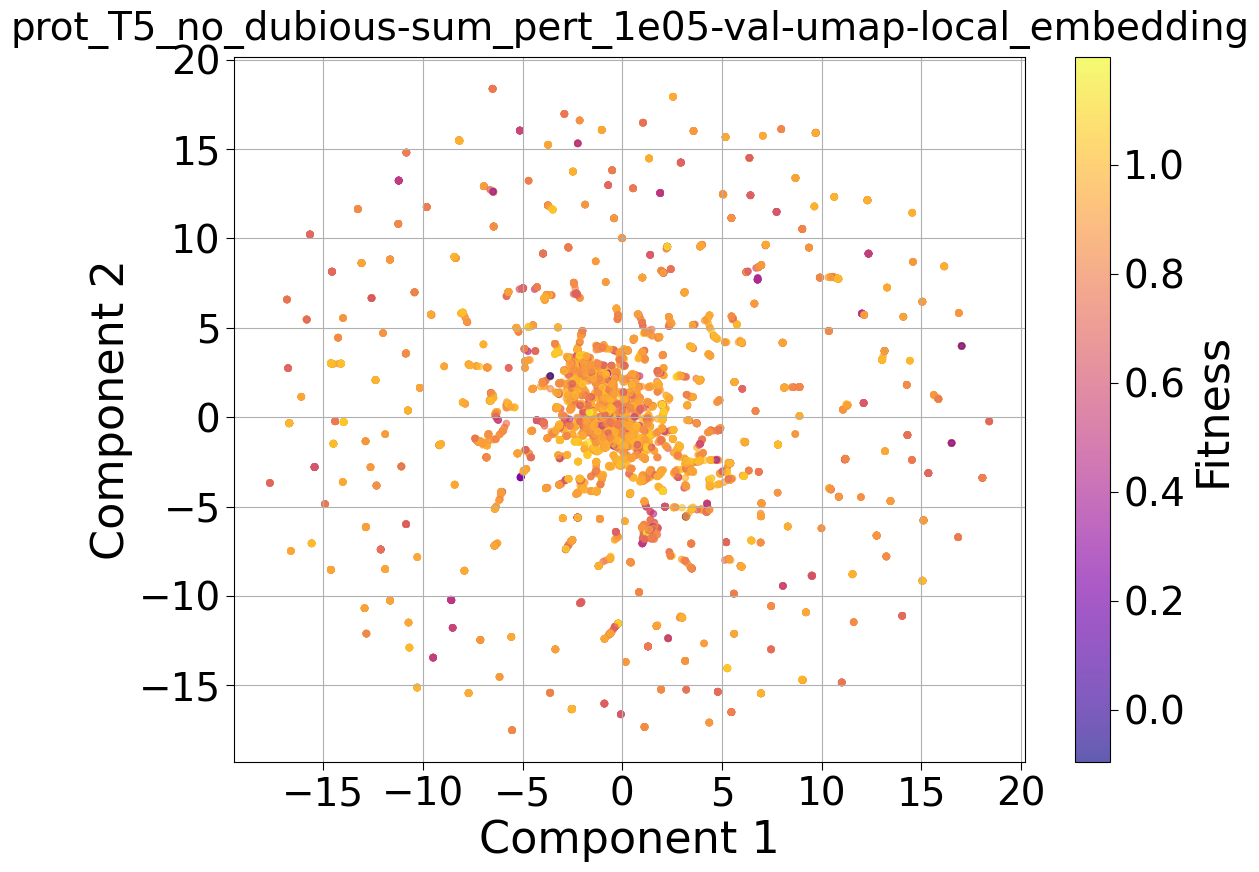 prot_T5_no_dubious-sum_pert_1e05-val-umap-local_embedding
20
15
10
5
0
−5
−10
−15
−15 −10 −5 0 5 10 15 20
Component 1
Component 2
1.0
0.8
0.6
0.4
0.2
0.0
Fitness